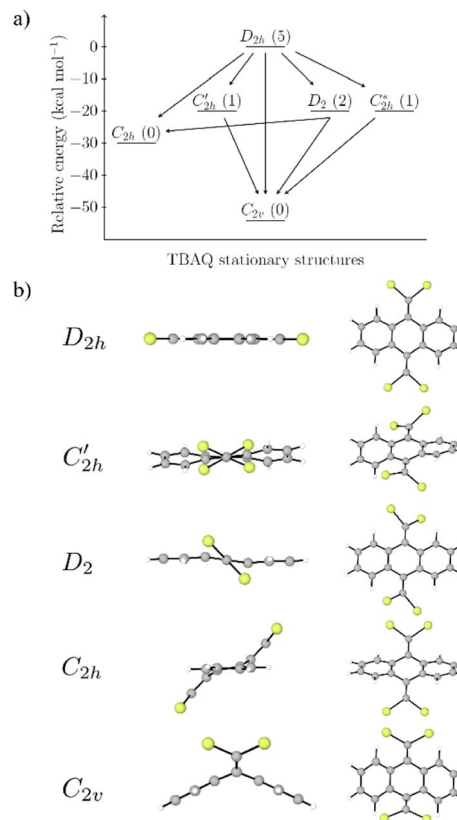 a)
D₂ₕ (5)
0
−10
C′₂ₕ (1)
D₂ (2)
C*₂ₕ (1)
−20
C₂ₕ (0)
−30
−40
C₂ᵥ (0)
−50
Relative energy (kcal mol⁻¹)
TBAQ stationary structures
b)
D₂ₕ
C′₂ₕ
D₂
C₂ₕ
C₂ᵥ